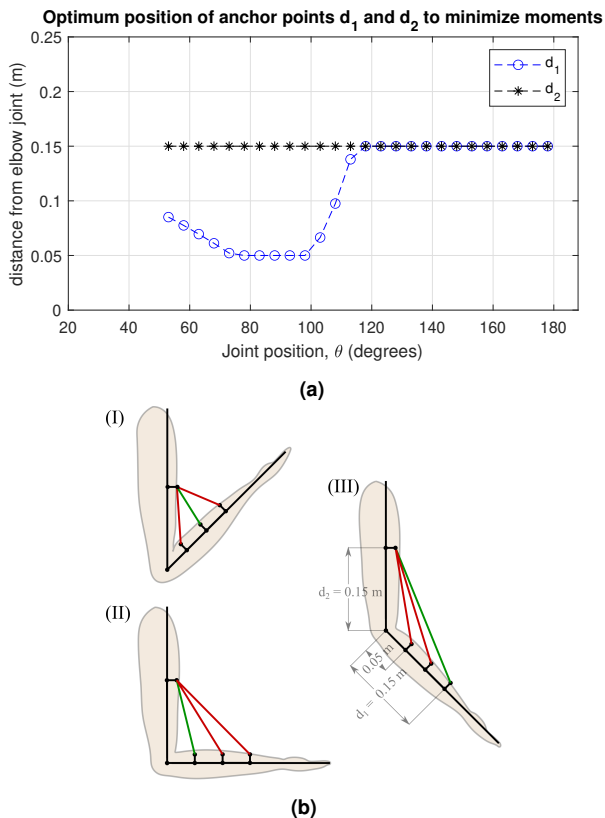 Optimum position of anchor points d1 and d2 to minimize moments
0.25
0.2
0.15
0.1
0.05
0
distance from elbow joint (m)
d1
d2
20 40 60 80 100 120 140 160 180
Joint position, θ (degrees)
(a)
(I)
(II)
(III)
d2 = 0.15 m
0.05 m
d1 = 0.15 m
(b)